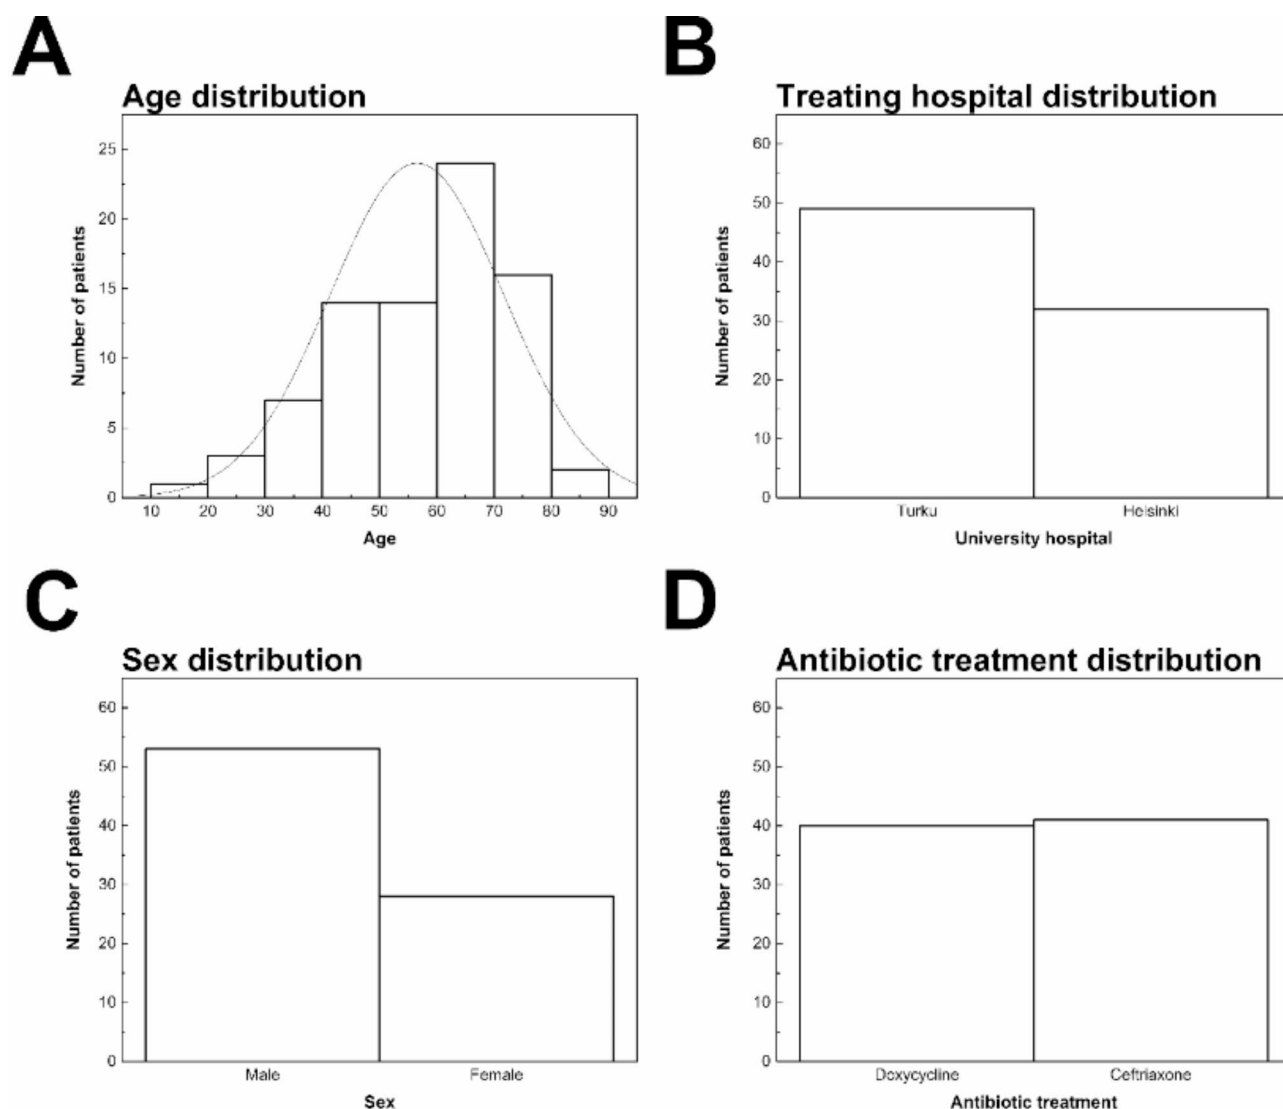 A
Age distribution
Number of patients
25
20
15
10
5
0
10 20 30 40 50 60 70 80 90
Age
B
Treating hospital distribution
Number of patients
60
50
40
30
20
10
0
Turku Helsinki
University hospital
C
Sex distribution
Number of patients
60
50
40
30
20
10
0
Male Female
Sex
D
Antibiotic treatment distribution
Number of patients
60
50
40
30
20
10
0
Doxycycline Ceftriaxone
Antibiotic treatment